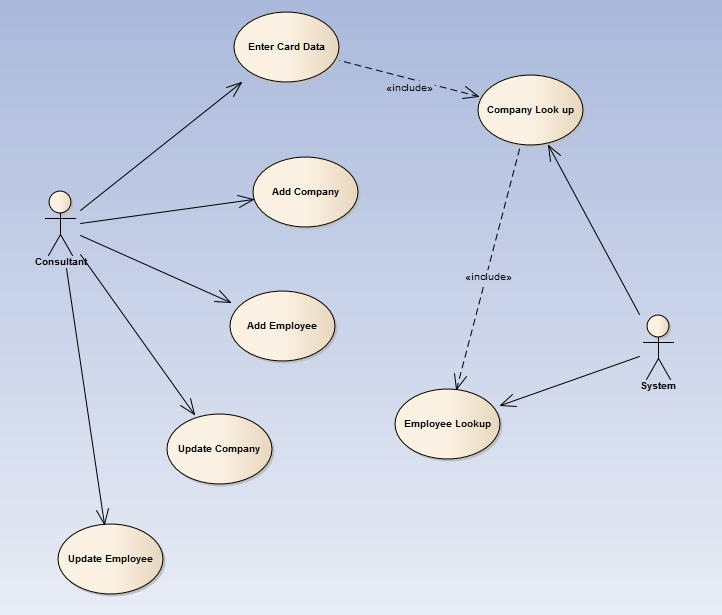 Enter Card Data
«include»
Company Look up
Add Company
Consultant
«include»
Add Employee
System
Employee Lookup
Update Company
Update Employee